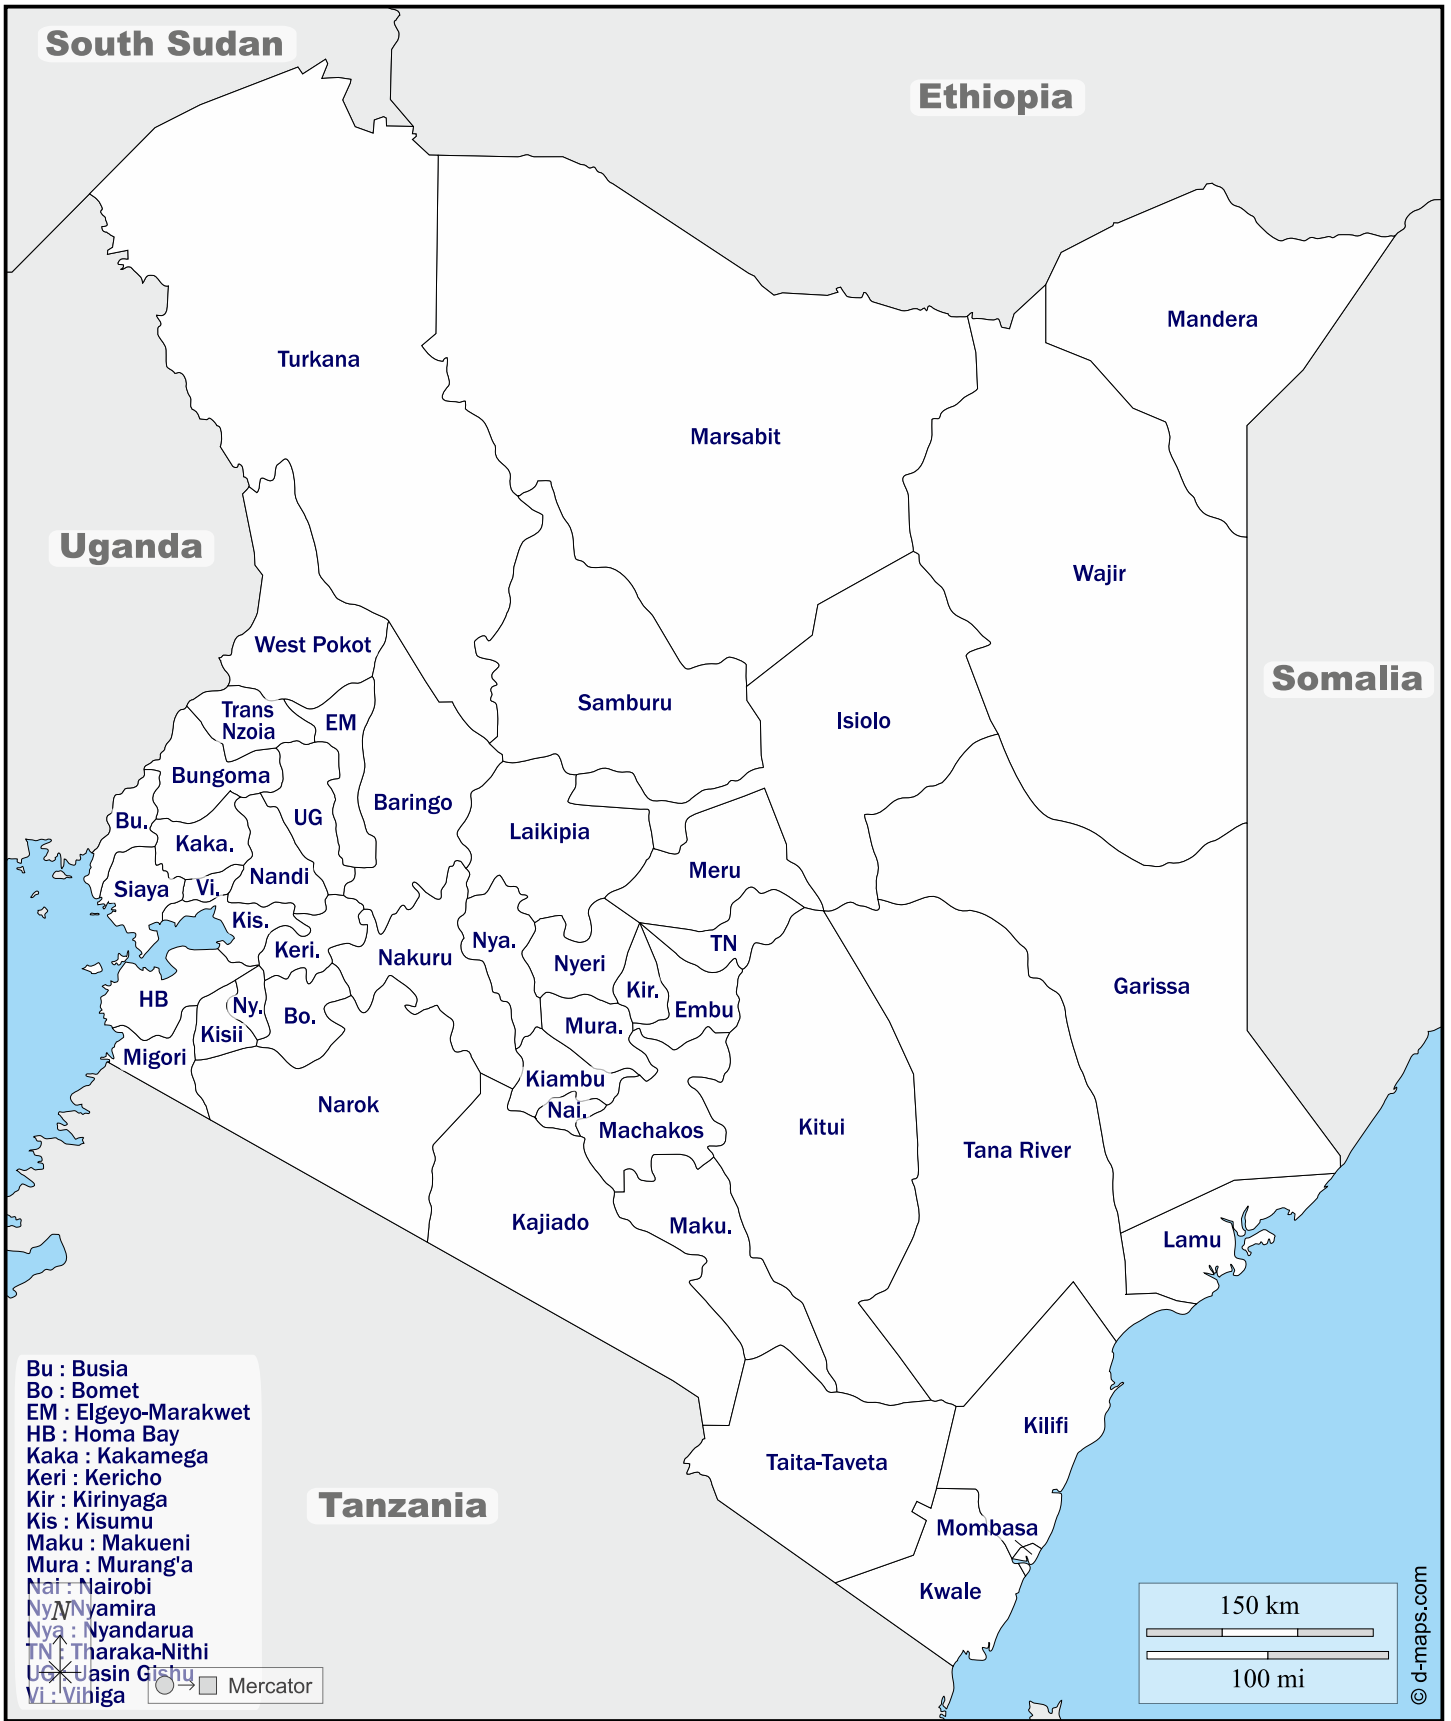 South Sudan
Ethiopia
Mandera
Turkana
Marsabit
Uganda
Wajir
West Pokot
Somalia
Samburu
Trans
Nzoia
EM
Isiolo
Bungoma
Baringo
Bu.
UG
Laikipia
Kaka.
Meru
Siaya
Vi.
Nandi
Kis.
Keri.
Nakuru
Nya.
Nyeri
TN
HB
Ny.
Bo.
Kir.
Embu
Garissa
Kisii
Mura.
Migori
Kiambu
Narok
Nai.
Machakos
Kitui
Tana River
Kajiado
Maku.
Lamu
Kilifi
Taita-Taveta
Tanzania
Mombasa
Kwale
Bu : Busia
Bo : Bomet
EM : Elgeyo-Marakwet
HB : Homa Bay
Kaka : Kakamega
Keri : Kericho
Kir : Kirinyaga
Kis : Kisumu
Maku : Makueni
Mura : Murang'a
Nai : Nairobi
Ny : Nyamira
Nya : Nyandarua
TN : Tharaka-Nithi
UG : Uasin Gishu
Vi : Vihiga
N
Mercator
150 km
100 mi
© d-maps.com